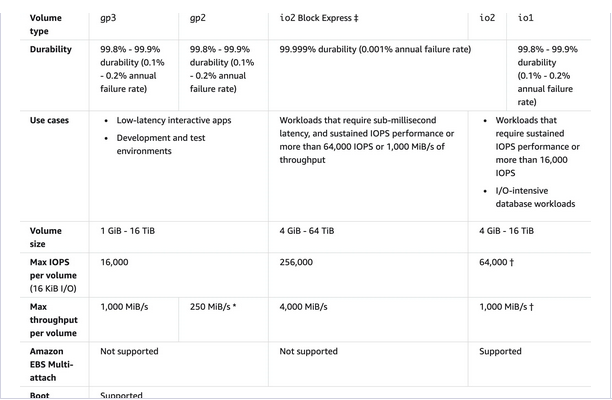 Volume type
gp3
gp2
io2 Block Express ‡
io2
io1
Durability
99.8% - 99.9%
durability (0.1%
- 0.2% annual
failure rate)
99.8% - 99.9%
durability (0.1%
- 0.2% annual
failure rate)
99.999% durability (0.001% annual failure rate)
99.8% - 99.9%
durability
(0.1% - 0.2%
annual
failure
rate)
Use cases
• Low-latency interactive apps
• Development and test
environments
Workloads that require sub-millisecond
latency, and sustained IOPS performance or
more than 64,000 IOPS or 1,000 MiB/s of
throughput
• Workloads that
require sustained
IOPS performance or
more than 16,000
IOPS
• I/O-intensive
database workloads
Volume
size
1 GiB - 16 TiB
4 GiB - 64 TiB
4 GiB - 16 TiB
Max IOPS
per volume
(16 KiB I/O)
16,000
256,000
64,000 †
Max
throughput
per volume
1,000 MiB/s
250 MiB/s *
4,000 MiB/s
1,000 MiB/s †
Amazon
EBS Multi-
attach
Not supported
Not supported
Supported
Boot
Supported